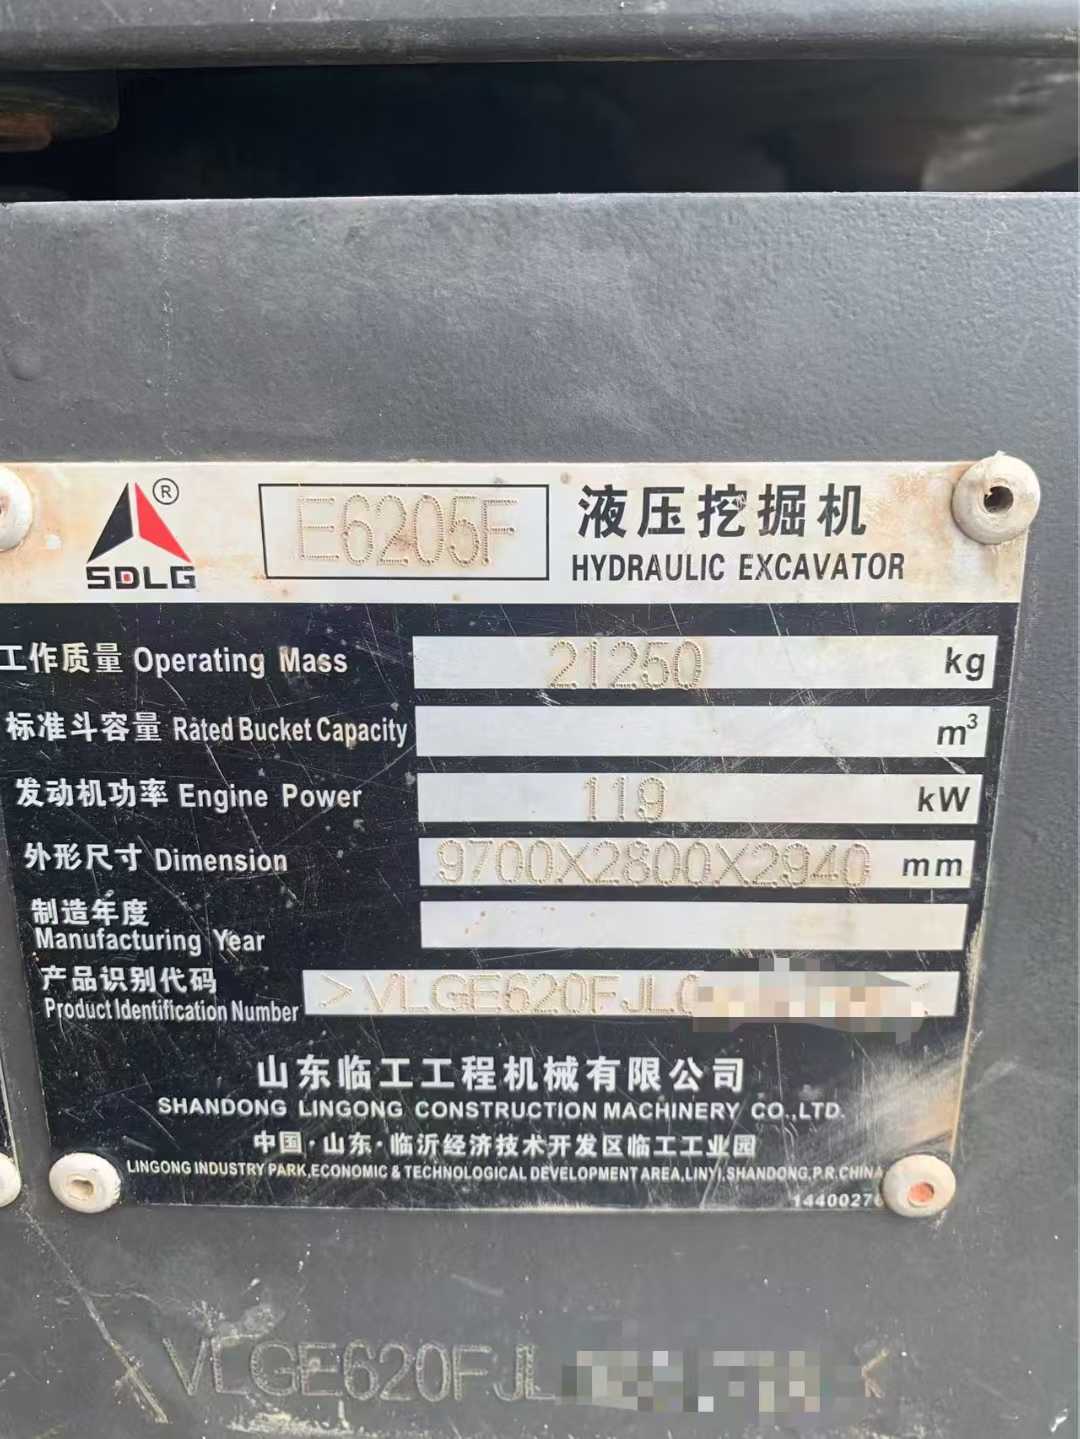 ® E6205F 液压挖掘机
SDLG HYDRAULIC EXCAVATOR
工作质量 Operating Mass 21250 kg
标准斗容量 Rated Bucket Capacity m³
发动机功率 Engine Power 119 kW
外形尺寸 Dimension 9700X2800X2940 mm
制造年度
Manufacturing Year
产品识别代码
Product Identification Number >VLGE620FJL
山东临工工程机械有限公司
SHANDONG LINGONG CONSTRUCTION MACHINERY CO.,LTD.
中国·山东·临沂经济技术开发区临工工业园
LINGONG INDUSTRY PARK,ECONOMIC & TECHNOLOGICAL DEVELOPMENT AREA,LINYI,SHANDONG,P.R.CHINA
1440027
VLGE620FJL